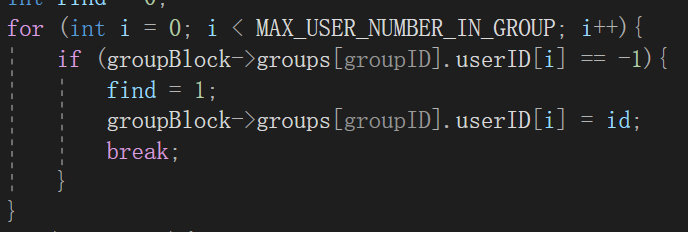 int find = 0;
for (int i = 0; i < MAX_USER_NUMBER_IN_GROUP; i++){
if (groupBlock->groups[groupID].userID[i] == -1){
find = 1;
groupBlock->groups[groupID].userID[i] = id;
break;
}
}